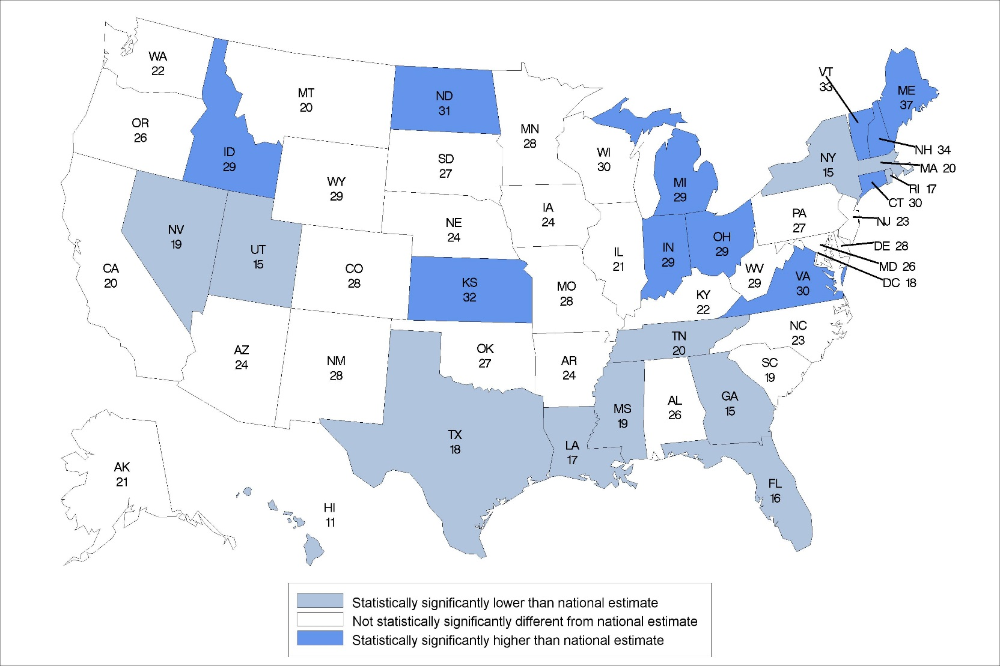 WA
22
MT
20
ND
31
VT
33
ME
37
OR
26
MN
28
ID
29
SD
27
WI
30
NY
15
NH 34
MA 20
WY
29
MI
29
RI 17
CT 30
IA
24
PA
27
NJ 23
NE
24
NV
19
UT
15
OH
29
IN
29
DE 28
IL
21
MD 26
CA
20
CO
28
KS
32
MO
28
WV
29
VA
30
DC 18
KY
22
NC
23
TN
20
AZ
24
NM
28
OK
27
AR
24
SC
19
MS
19
AL
26
GA
15
TX
18
LA
17
AK
21
FL
16
HI
11
Statistically significantly lower than national estimate
Not statistically significantly different from national estimate
Statistically significantly higher than national estimate